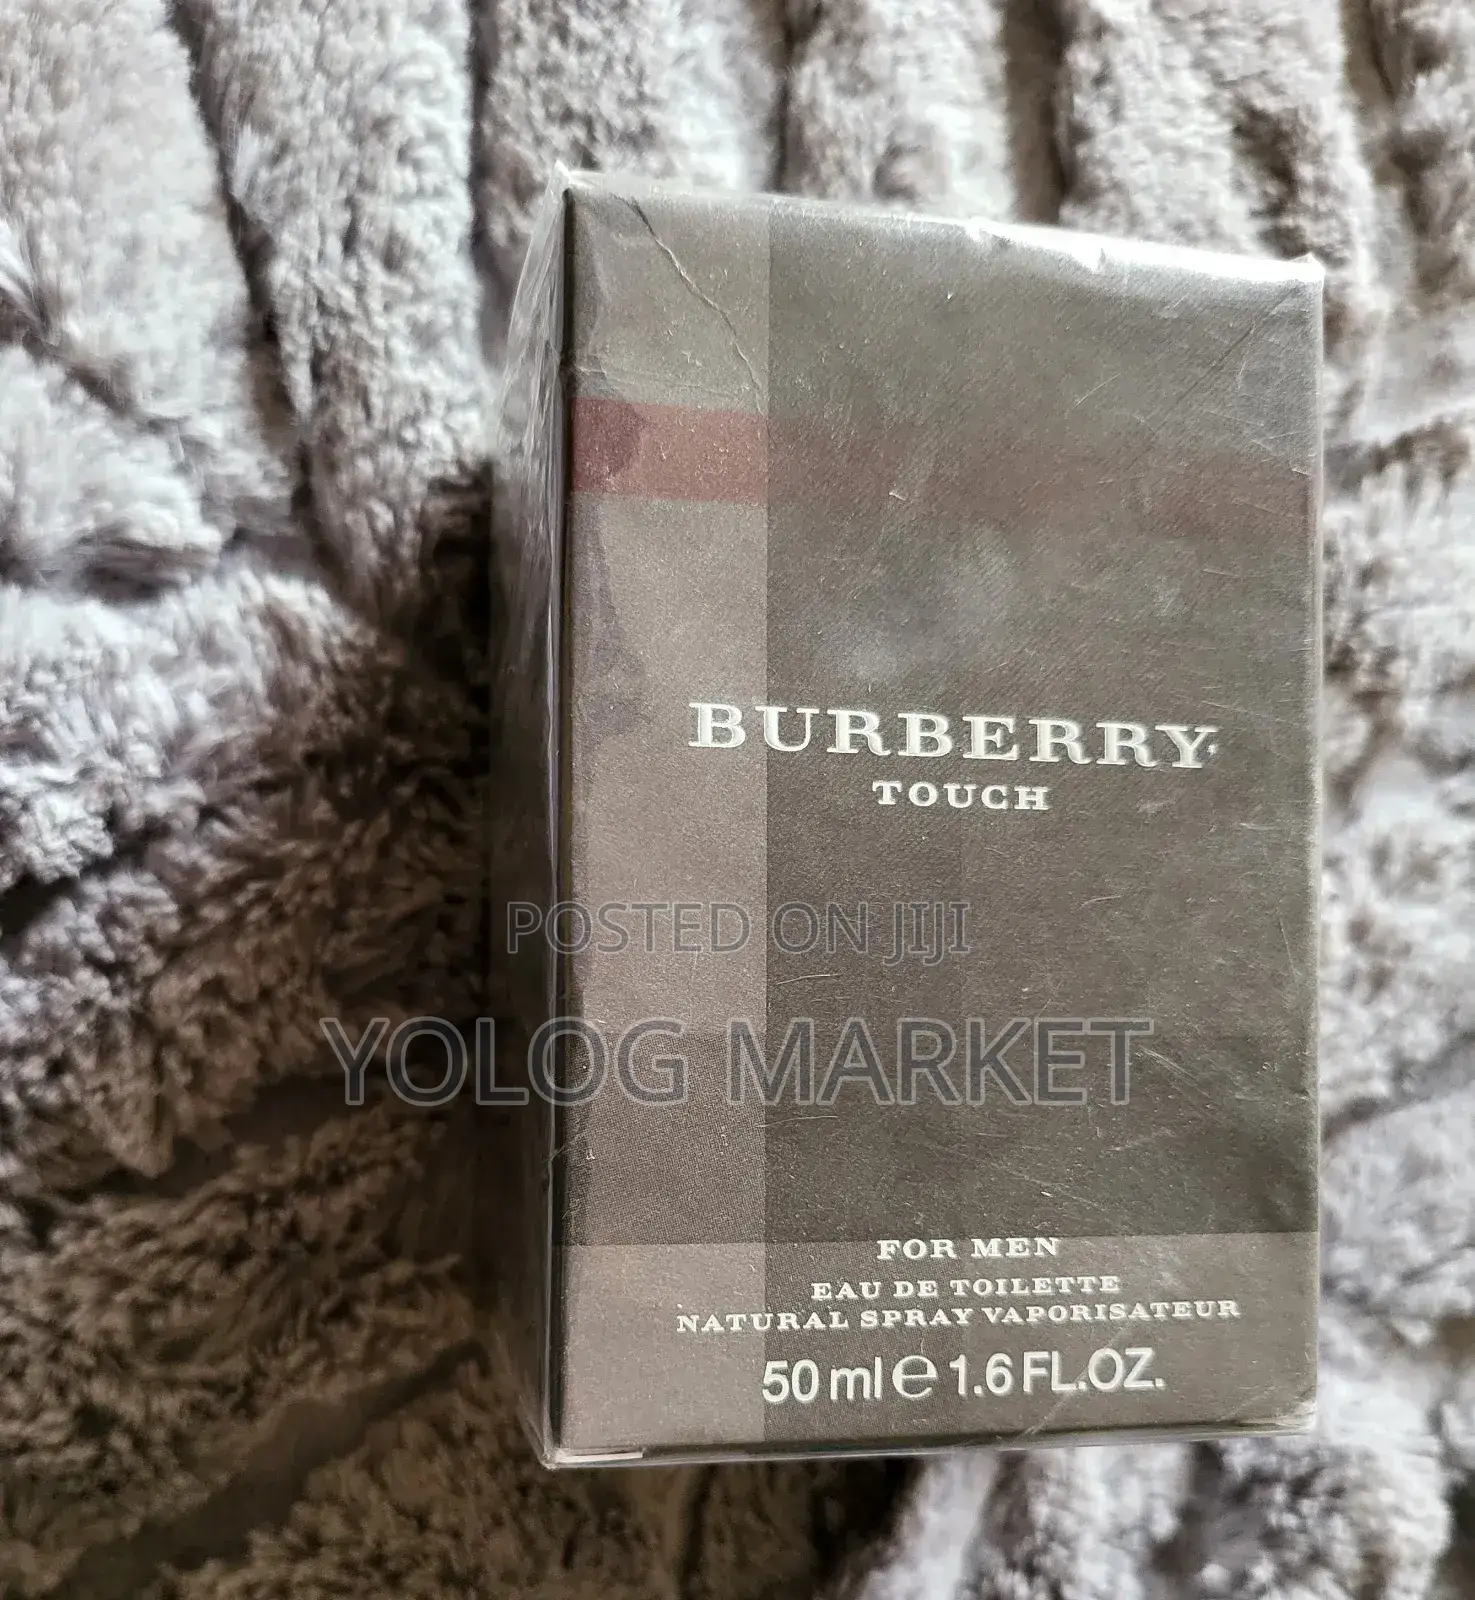 BURBERRY
TOUCH
POSTED ON JIJI
YOLOG MARKET
FOR MEN
EAU DE TOILETTE
NATURAL SPRAY VAPORISATEUR
50 ml e 1.6 FL.OZ.